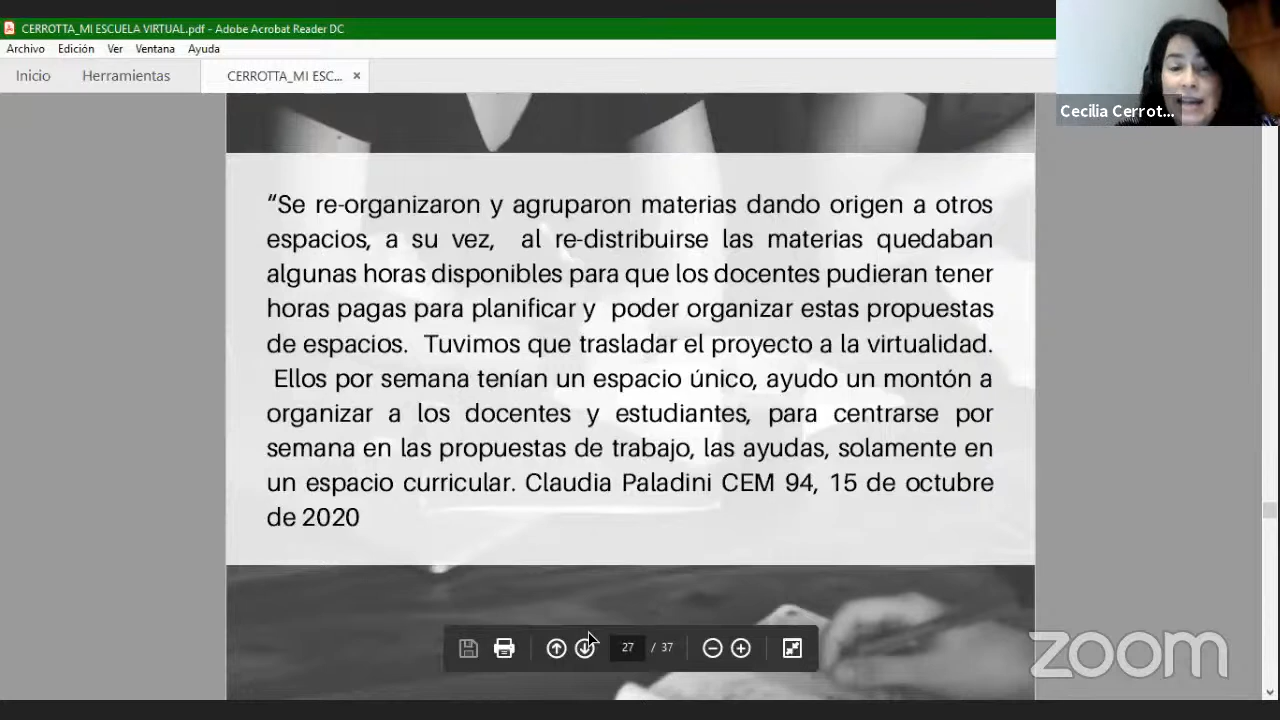 CERROTTA_MI ESCUELA VIRTUAL.pdf - Adobe Acrobat Reader DC
Archivo Edición Ver Ventana Ayuda
Inicio Herramientas CERROTTA_MI ESC... ×
Cecilia Cerrot...
“Se re-organizaron y agruparon materias dando origen a otros
espacios, a su vez, al re-distribuirse las materias quedaban
algunas horas disponibles para que los docentes pudieran tener
horas pagas para planificar y poder organizar estas propuestas
de espacios. Tuvimos que trasladar el proyecto a la virtualidad.
Ellos por semana tenían un espacio único, ayudo un montón a
organizar a los docentes y estudiantes, para centrarse por
semana en las propuestas de trabajo, las ayudas, solamente en
un espacio curricular. Claudia Paladini CEM 94, 15 de octubre
de 2020
27 / 37
zoom